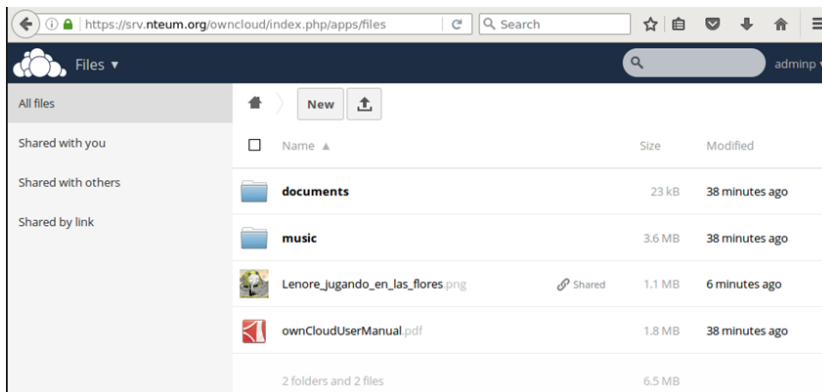 https://srv.nteum.org/owncloud/index.php/apps/files
Search
Files ▾
adminp
All files
Shared with you
Shared with others
Shared by link
New
Name ▲ Size Modified
documents 23 kB 38 minutes ago
music 3.6 MB 38 minutes ago
Lenore_jugando_en_las_flores.png Shared 1.1 MB 6 minutes ago
ownCloudUserManual.pdf 1.8 MB 38 minutes ago
2 folders and 2 files 6.5 MB